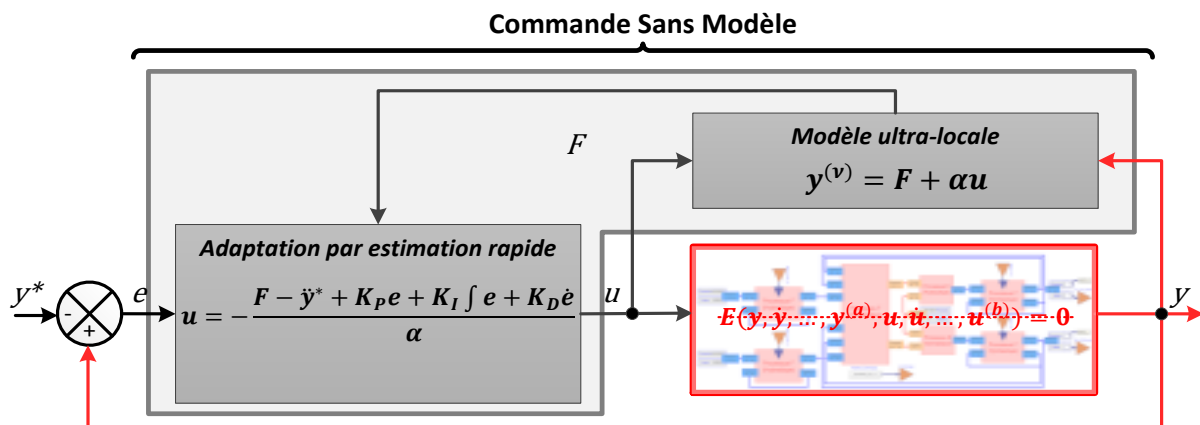 Commande Sans Modèle
Modèle ultra-locale
y^(ν) = F + αu
F
Adaptation par estimation rapide
u = − (F − ÿ* + K_P e + K_I ∫ e + K_D ė) / α
y*
-
+
e
u
E(y, ẏ, …, y^(a), u, u̇, …, u^(b)) = 0
y